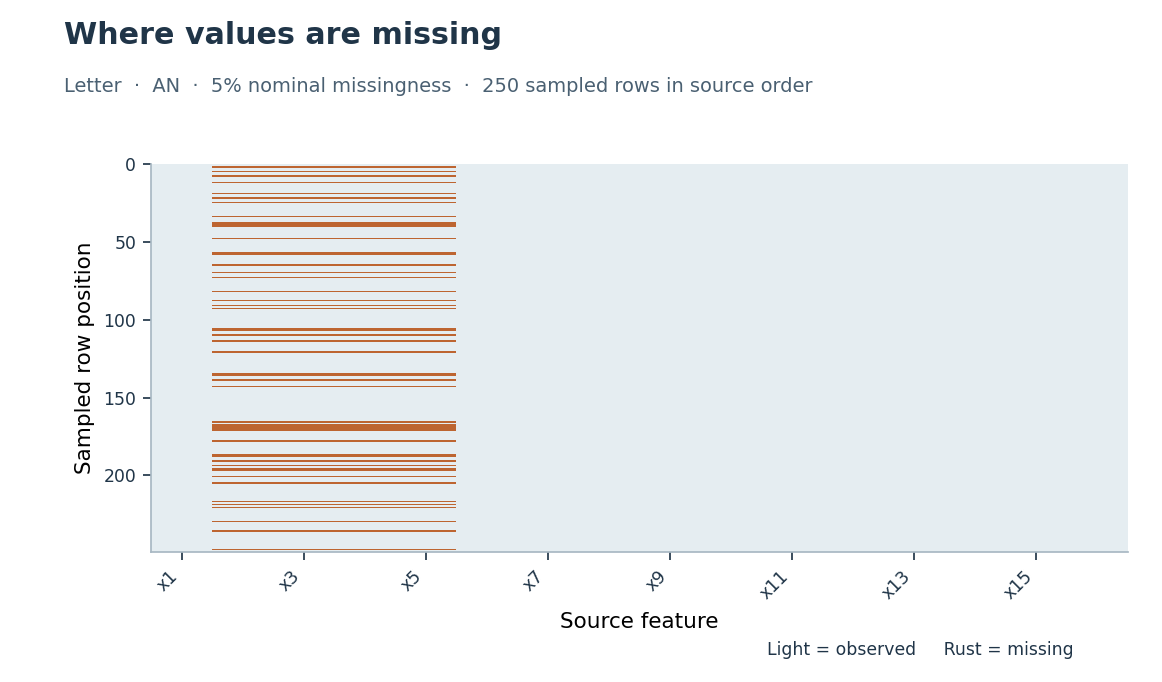 Where values are missing
Letter · AN · 5% nominal missingness · 250 sampled rows in source order
0
50
100
150
200
Sampled row position
x1 x3 x5 x7 x9 x11 x13 x15
Source feature
Light = observed Rust = missing